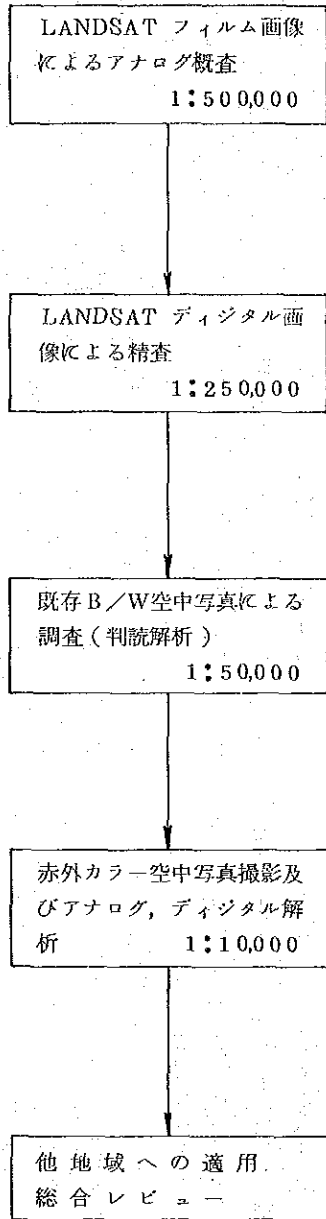 LANDSAT フィルム画像
によるアナログ概査
1:500,000
LANDSAT ディジタル画
像による精査
1:250,000
既存B/W空中写真による
調査(判読解析)
1:50,000
赤外カラー空中写真撮影及
びアナログ,ディジタル解
析 1:10,000
他地域への適用
総合レビュー